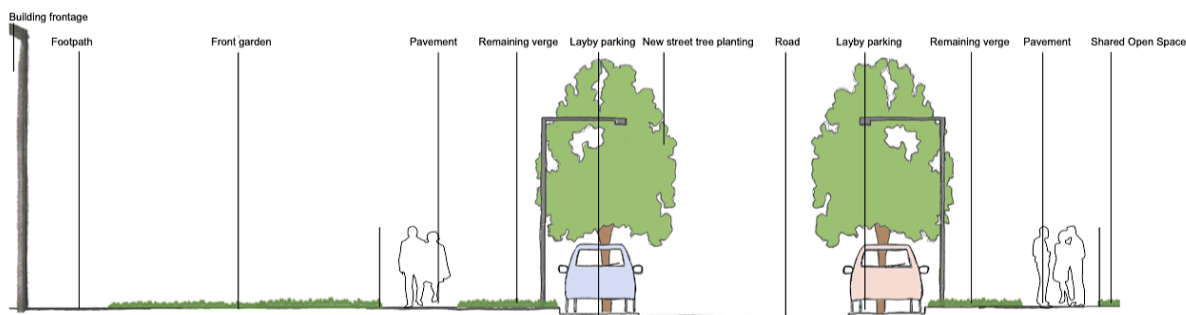 Building frontage
Footpath
Front garden
Pavement
Remaining verge
Layby parking
New street tree planting
Road
Layby parking
Remaining verge
Pavement
Shared Open Space